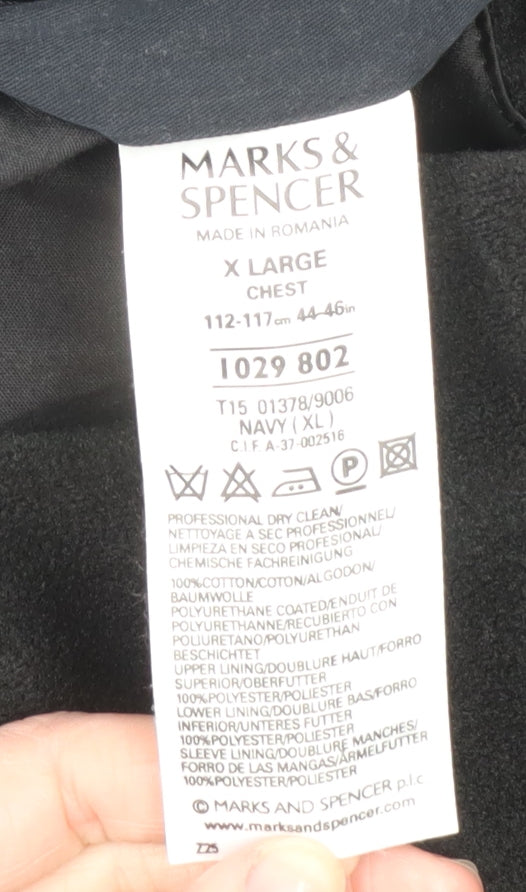 MARKS &
SPENCER
MADE IN ROMANIA
X LARGE
CHEST
112-117cm 44-46in
1029 802
T15 01378/9006
NAVY ( XL )
C.I.F. A-37-002516
P
PROFESSIONAL DRY CLEAN/
NETTOYAGE A SEC PROFESSIONNEL/
LIMPIEZA EN SECO PROFESIONAL/
CHEMISCHE FACHREINIGUNG
100%COTTON/COTON/ALGODON/
BAUMWOLLE
POLYURETHANE COATED/ENDUIT DE
POLYURETHANNE/RECUBIERTO CON
POLIURETANO/POLYURETHAN
BESCHICHTET
UPPER LINING/DOUBLURE HAUT/FORRO
SUPERIOR/OBERFUTTER
100%POLYESTER/POLIESTER
LOWER LINING/DOUBLURE BAS/FORRO
INFERIOR/UNTERES FUTTER
100%POLYESTER/POLIESTER
SLEEVE LINING/DOUBLURE MANCHES/
FORRO DE LAS MANGAS/ARMELFUTTER
100%POLYESTER/POLIESTER
© MARKS AND SPENCER p.l.c
www.marksandspencer.com